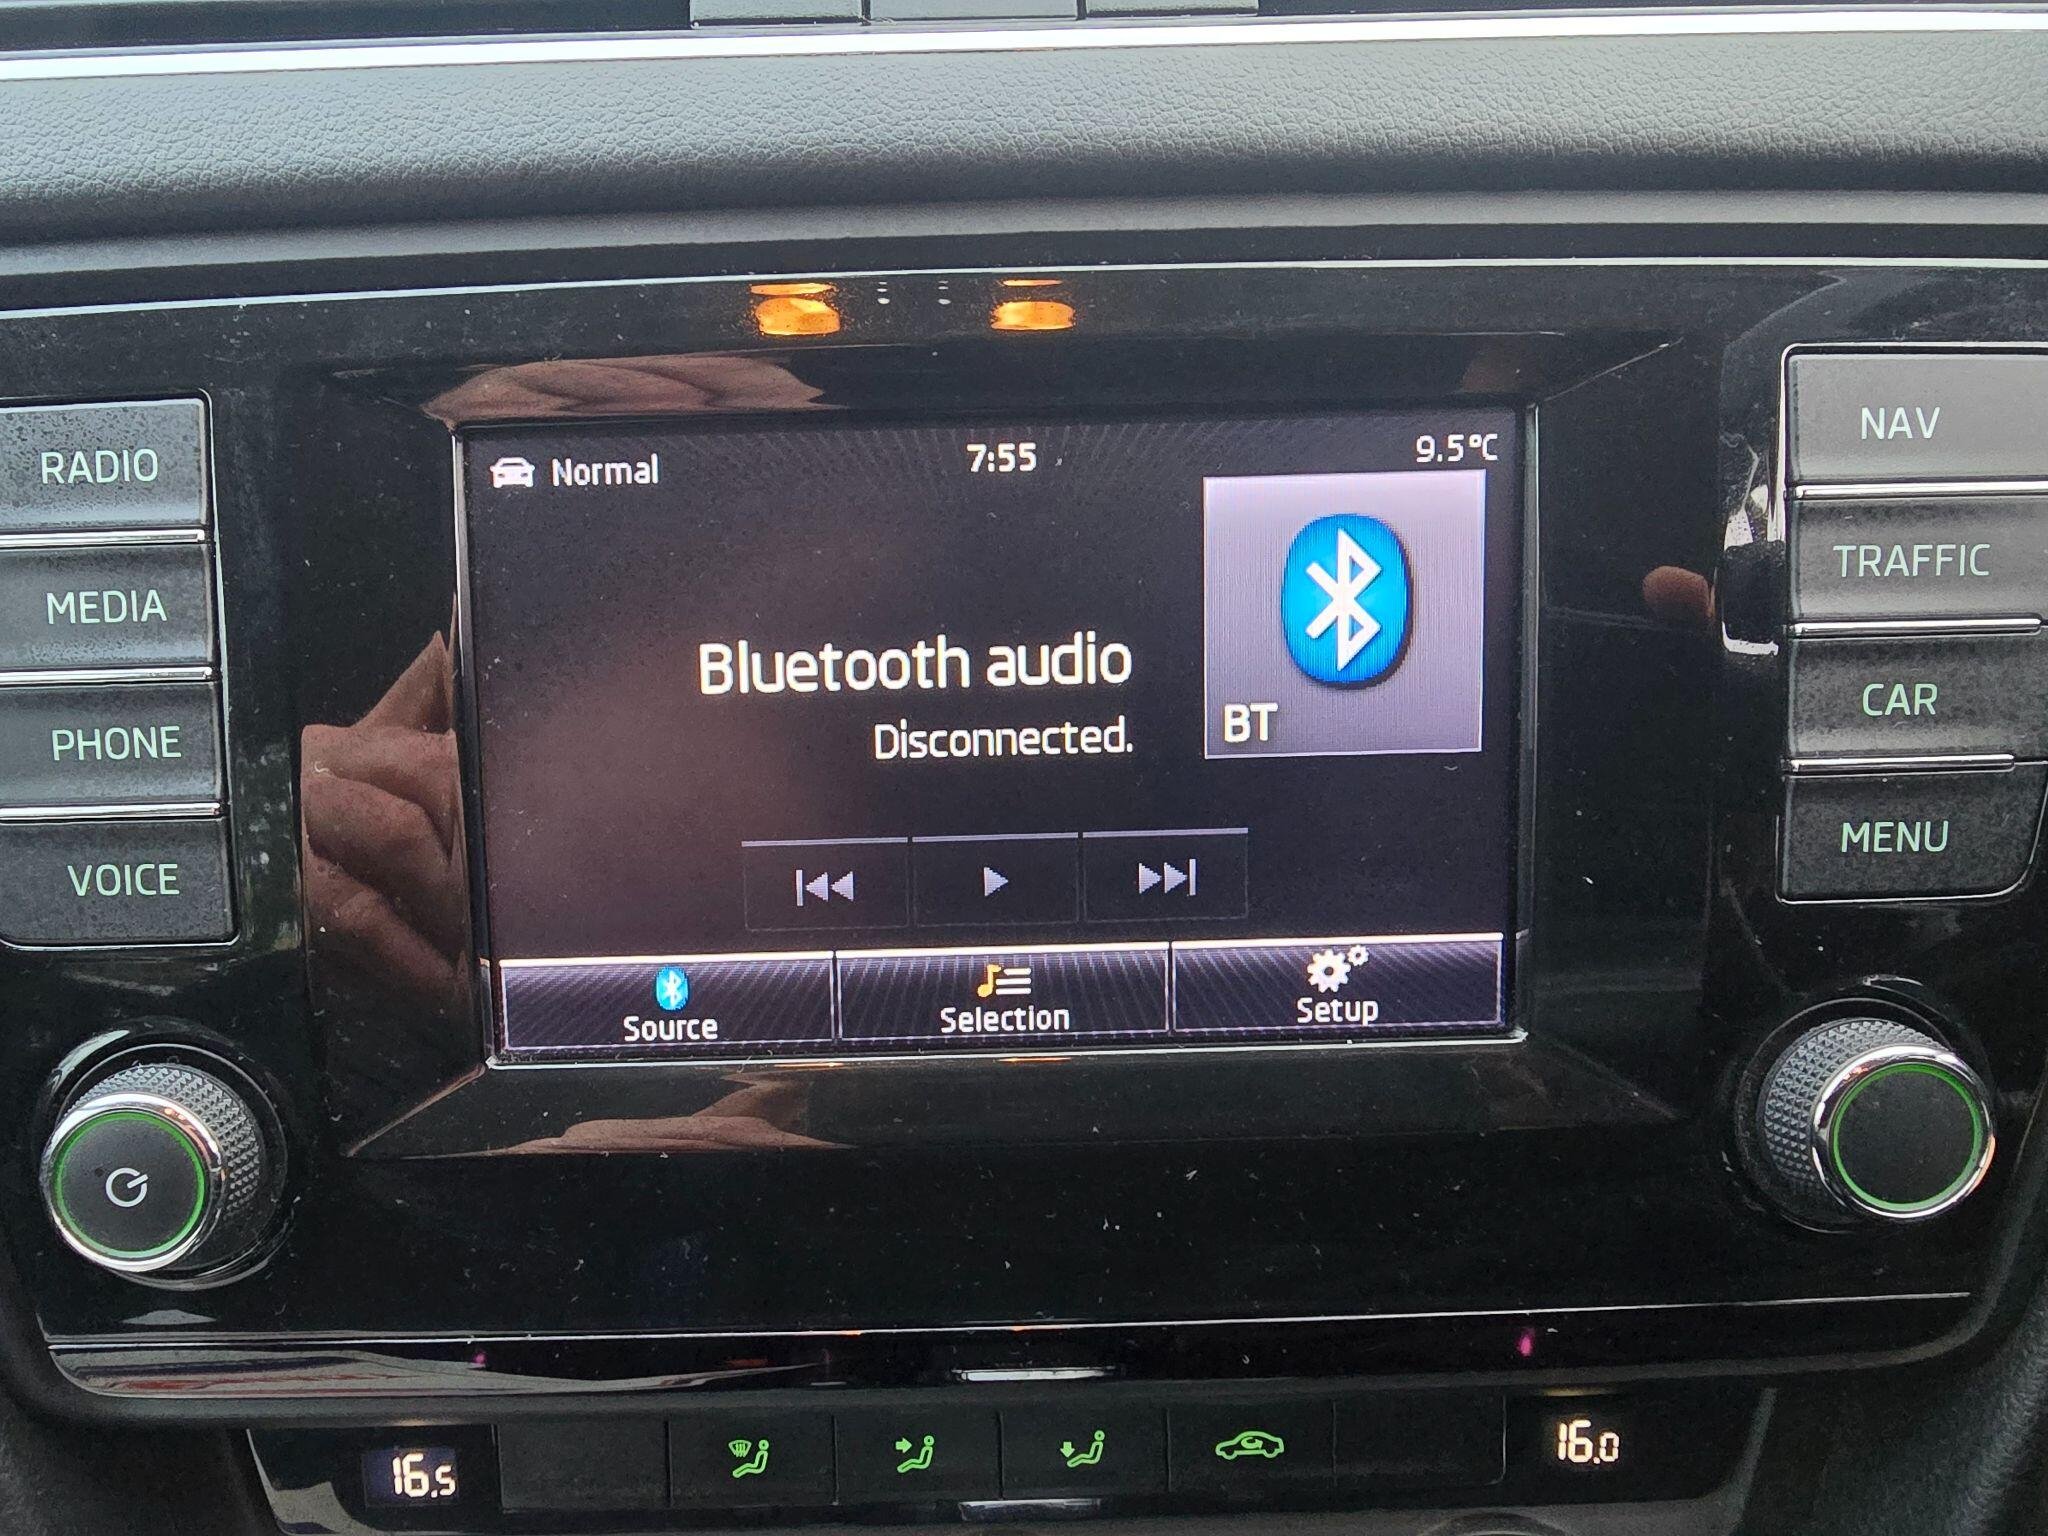 Normal
7:55
9.5°C
RADIO
MEDIA
PHONE
VOICE
Bluetooth audio
Disconnected.
BT
Source
Selection
Setup
NAV
TRAFFIC
CAR
MENU
16.5
16.0